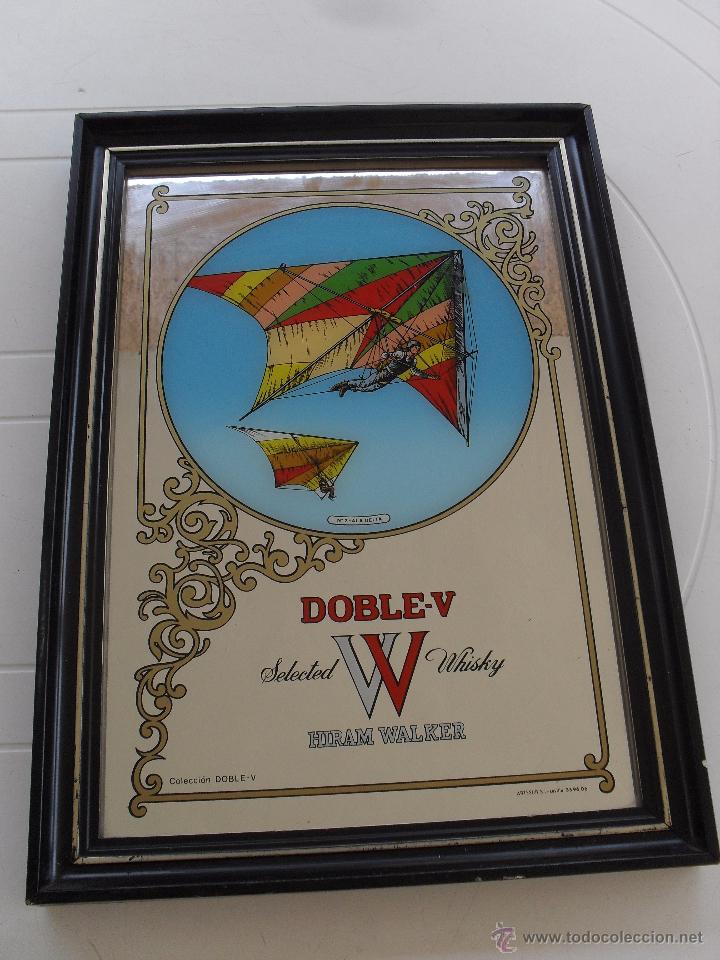 DOBLE-V
Selected W Whisky
HIRAM WALKER
Colección DOBLE-V
© www.todocoleccion.net